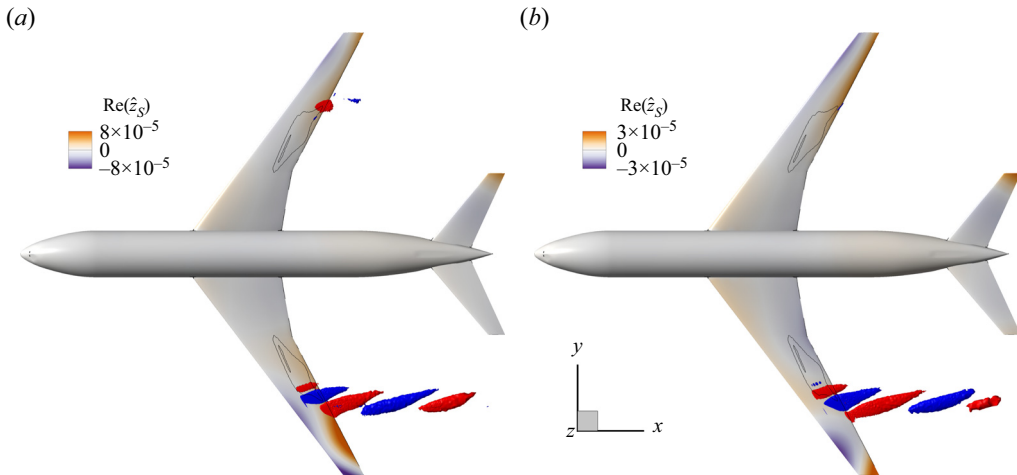 (a)
Re(ẑ_S)
8×10⁻⁵
0
−8×10⁻⁵
(b)
Re(ẑ_S)
3×10⁻⁵
0
−3×10⁻⁵
y
z
x